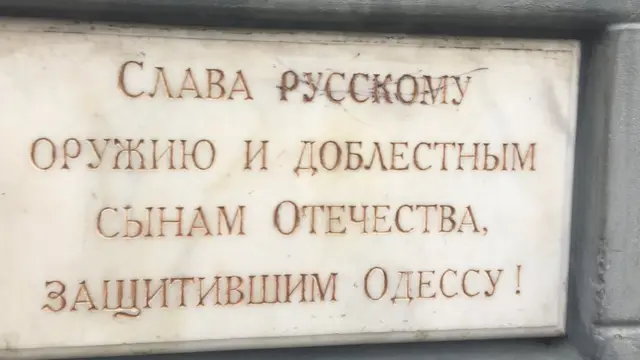 Слава русскому
оружию и доблестным
сынам Отечества,
защитившим Одессу!